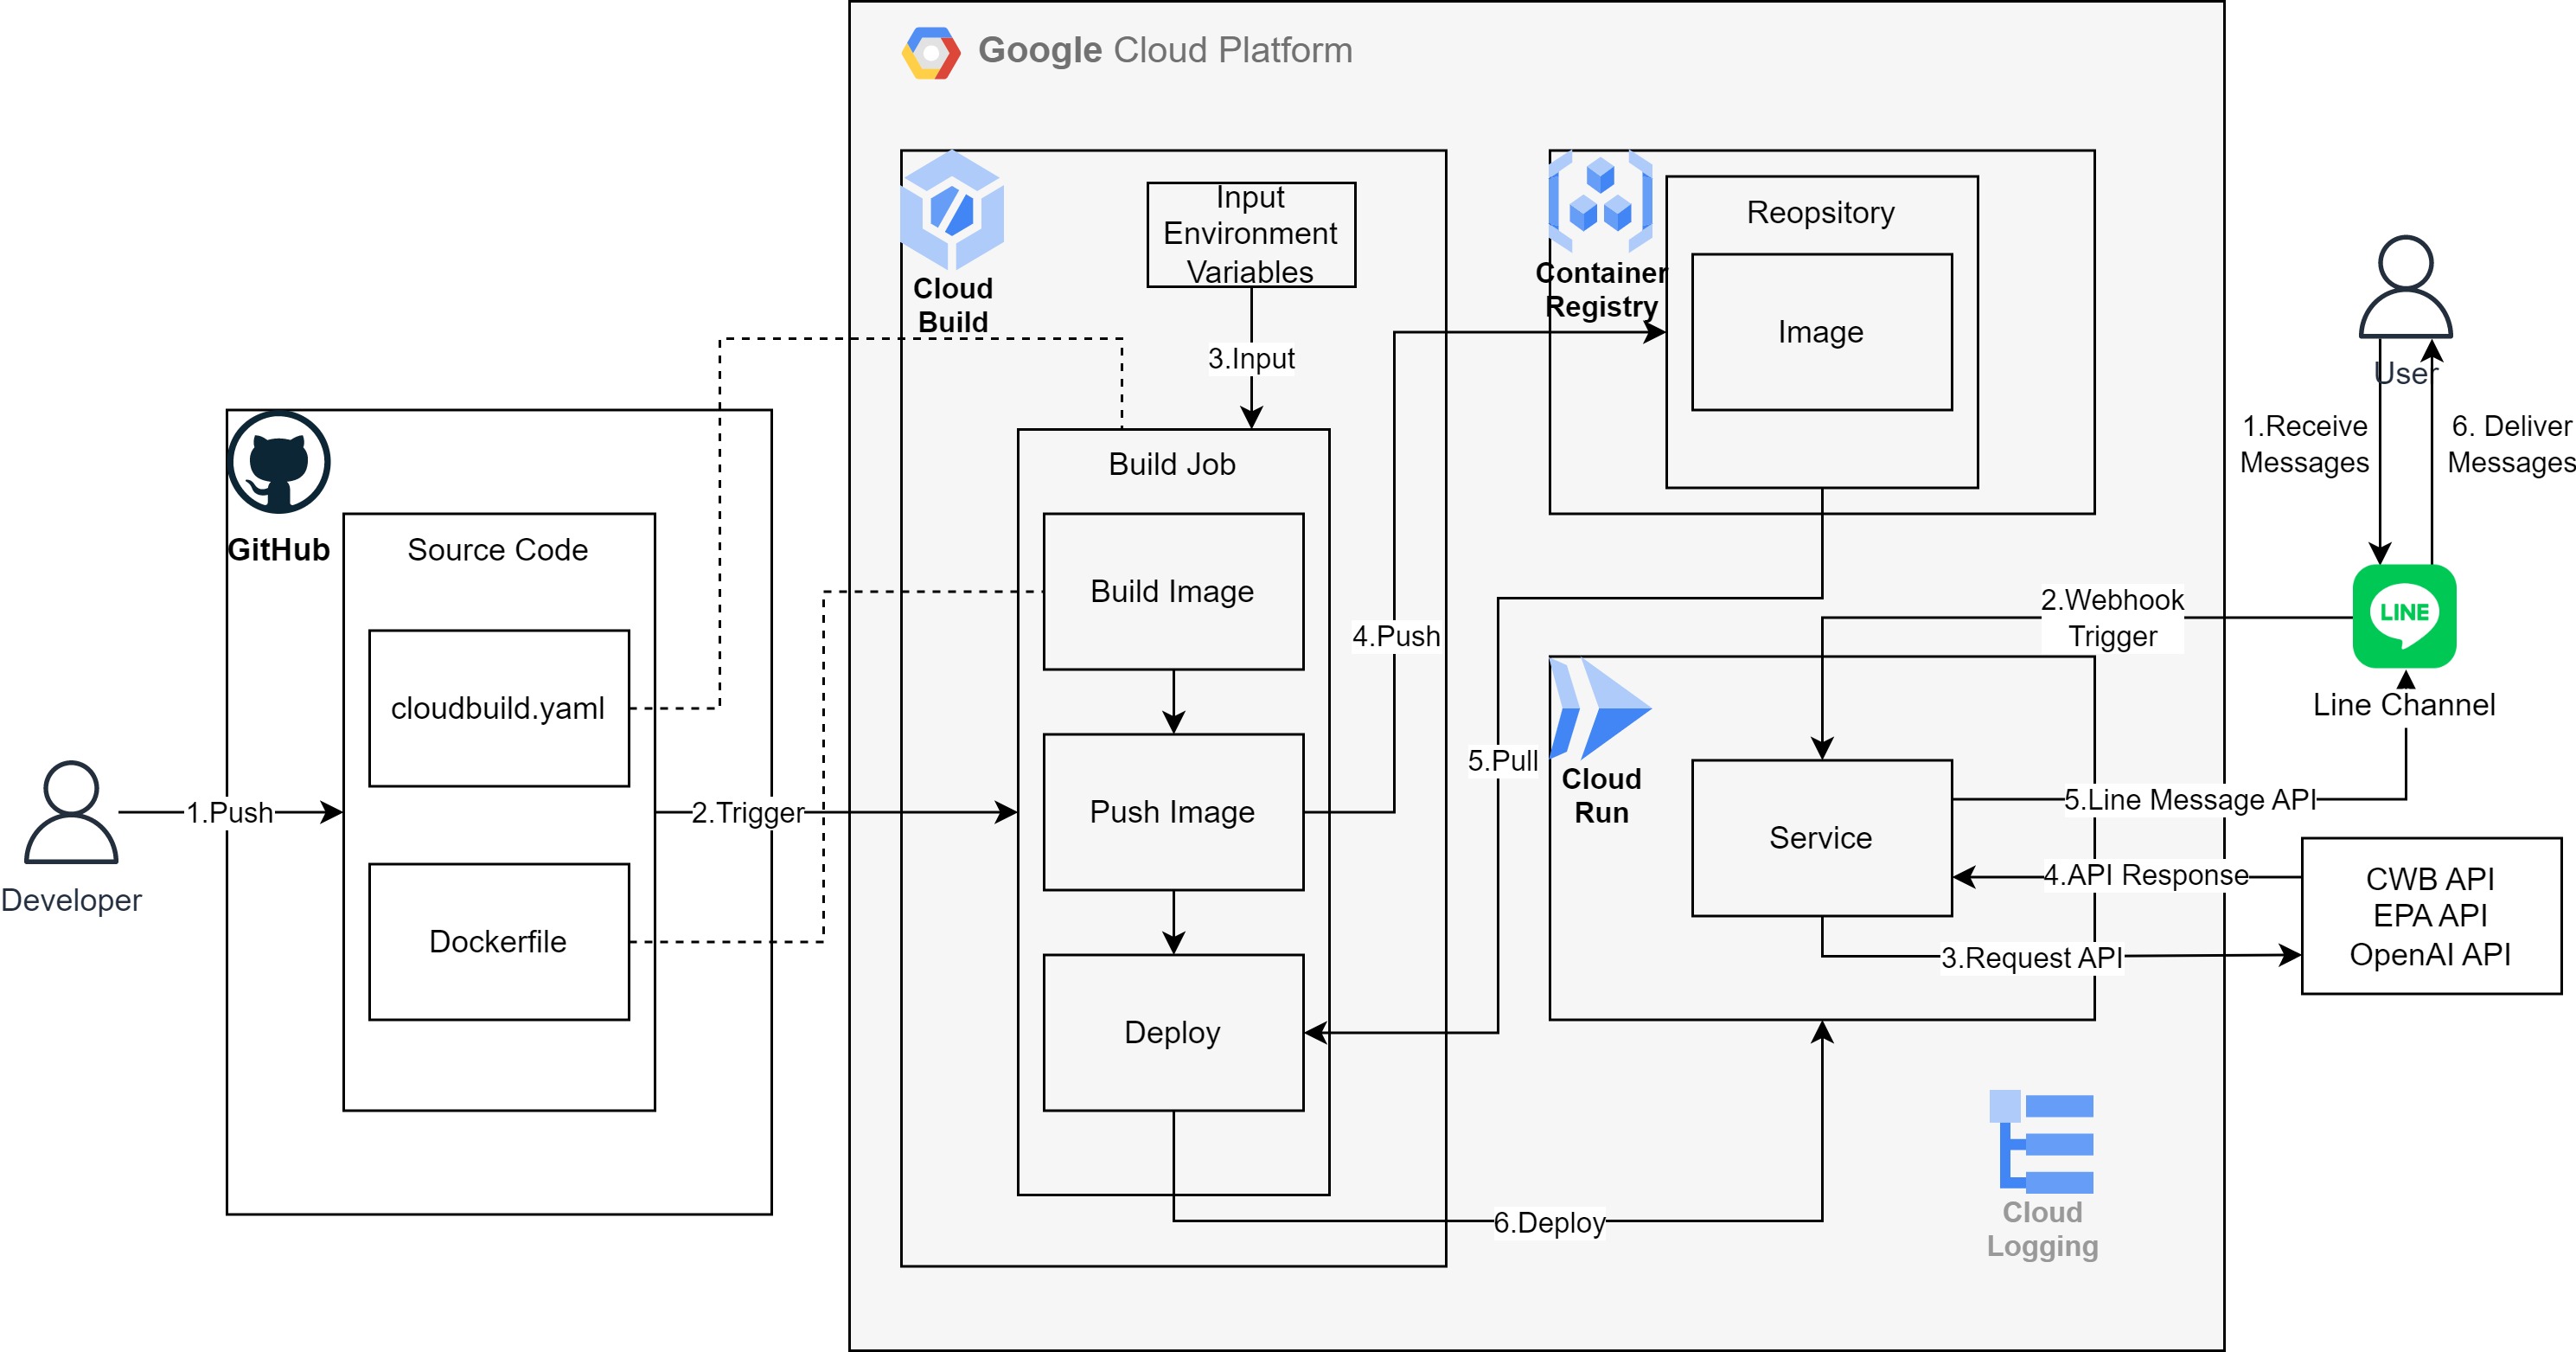 Google Cloud Platform
Cloud
Build
Input
Environment
Variables
3.Input
Container
Registry
Reopsitory
Image
User
1.Receive
Messages
6. Deliver
Messages
GitHub
Source Code
cloudbuild.yaml
Dockerfile
Developer
1.Push
2.Trigger
Build Job
Build Image
Push Image
Deploy
4.Push
5.Pull
6.Deploy
2.Webhook
Trigger
LINE
Line Channel
Cloud
Run
Service
5.Line Message API
4.API Response
3.Request API
CWB API
EPA API
OpenAI API
Cloud
Logging